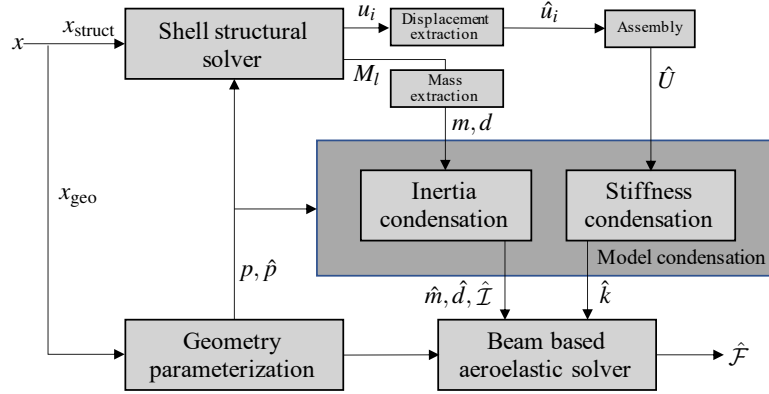 x
x_struct
Shell structural
solver
u_i
Displacement
extraction
û_i
Assembly
M_l
Mass
extraction
Û
m, d
x_geo
Inertia
condensation
Stiffness
condensation
Model condensation
p, p̂
m̂, d̂, ℐ̂
k̂
Geometry
parameterization
Beam based
aeroelastic solver
ℱ̂